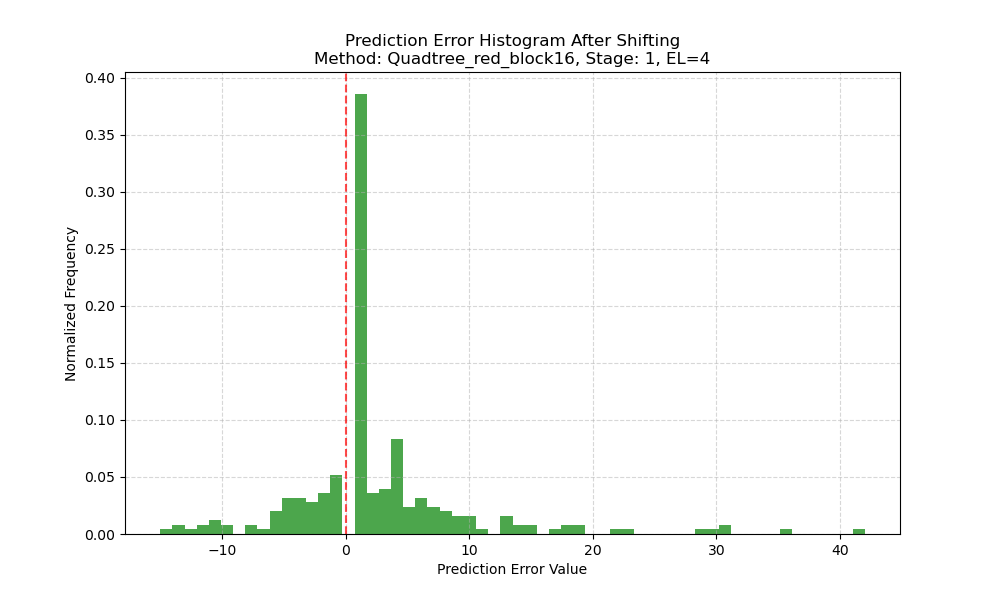 Prediction Error Histogram After Shifting
Method: Quadtree_red_block16, Stage: 1, EL=4
0.40
0.35
0.30
0.25
0.20
0.15
0.10
0.05
0.00
Normalized Frequency
−10 0 10 20 30 40
Prediction Error Value